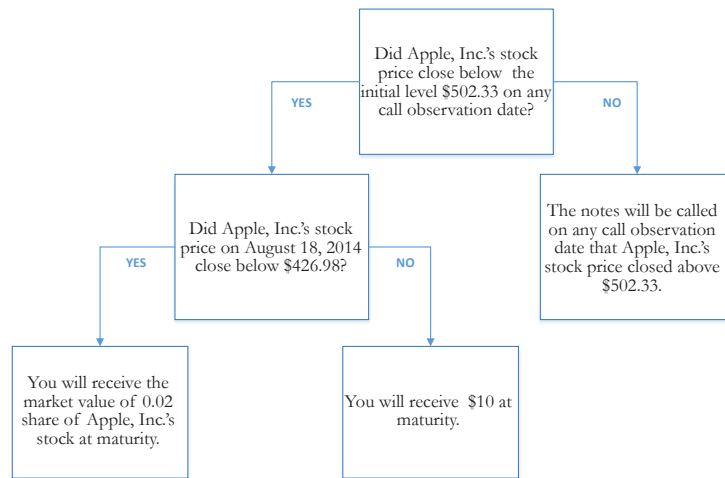 Did Apple, Inc.'s stock
price close below the
initial level $502.33 on any
call observation date?
YES
NO
Did Apple, Inc.'s stock
price on August 18, 2014
close below $426.98?
The notes will be called
on any call observation
date that Apple, Inc.'s
stock price closed above
$502.33.
YES
NO
You will receive the
market value of 0.02
share of Apple, Inc.'s
stock at maturity.
You will receive $10 at
maturity.